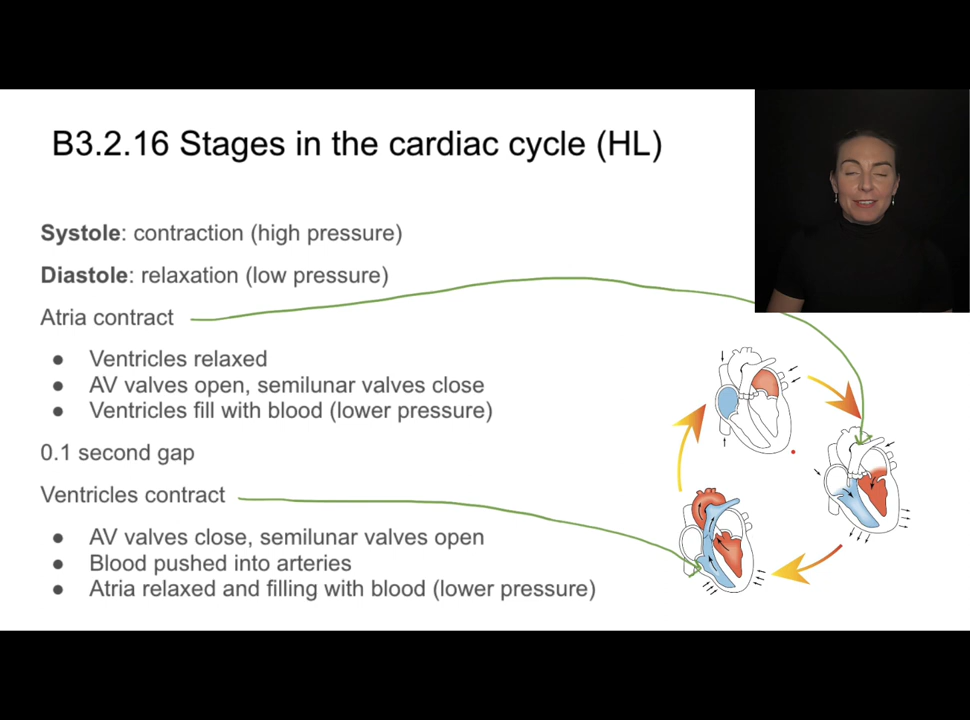 B3.2.16 Stages in the cardiac cycle (HL)
Systole: contraction (high pressure)
Diastole: relaxation (low pressure)
Atria contract
● Ventricles relaxed
● AV valves open, semilunar valves close
● Ventricles fill with blood (lower pressure)
0.1 second gap
Ventricles contract
● AV valves close, semilunar valves open
● Blood pushed into arteries
● Atria relaxed and filling with blood (lower pressure)